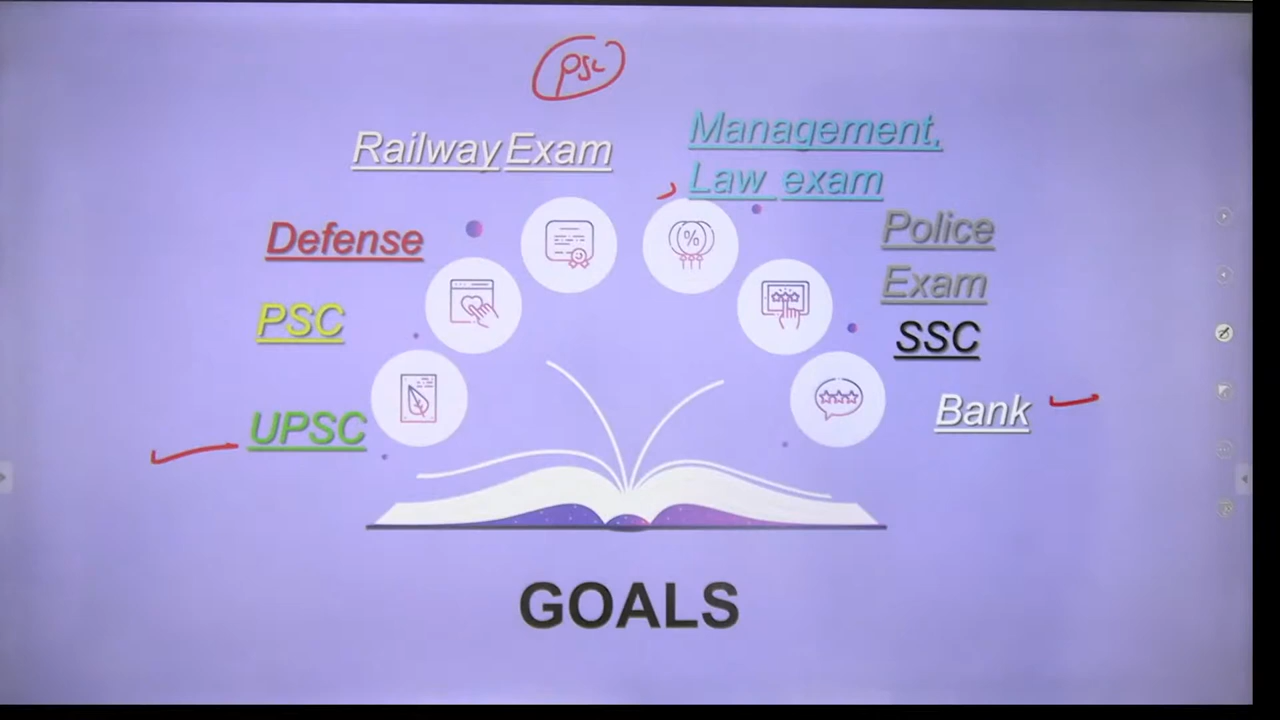 PSC
Railway Exam
Management,
Law exam
Defense
Police
Exam
PSC
SSC
UPSC
Bank
%
GOALS